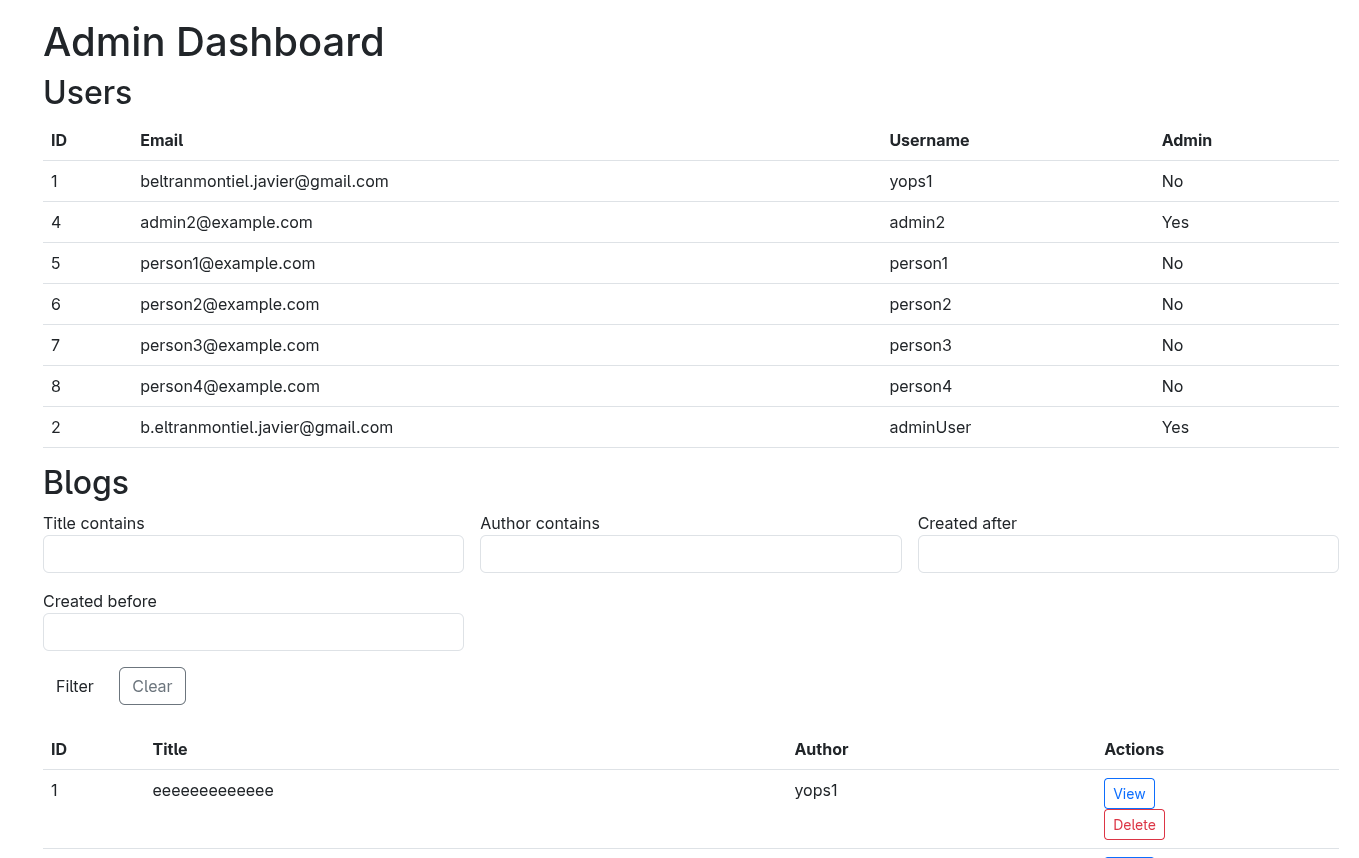 Admin Dashboard
Users
ID Email Username Admin
1 beltranmontiel.javier@gmail.com yops1 No
4 admin2@example.com admin2 Yes
5 person1@example.com person1 No
6 person2@example.com person2 No
7 person3@example.com person3 No
8 person4@example.com person4 No
2 b.eltranmontiel.javier@gmail.com adminUser Yes
Blogs
Title contains Author contains Created after
Created before
Filter Clear
ID Title Author Actions
1 eeeeeeeeeeeee yops1 View
Delete